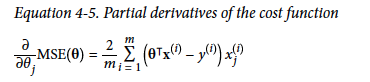 Equation 4-5. Partial derivatives of the cost function
∂/∂θⱼ MSE(θ) = 2/m ∑ᵢ₌₁ᵐ (θᵀx⁽ⁱ⁾ − y⁽ⁱ⁾) xⱼ⁽ⁱ⁾